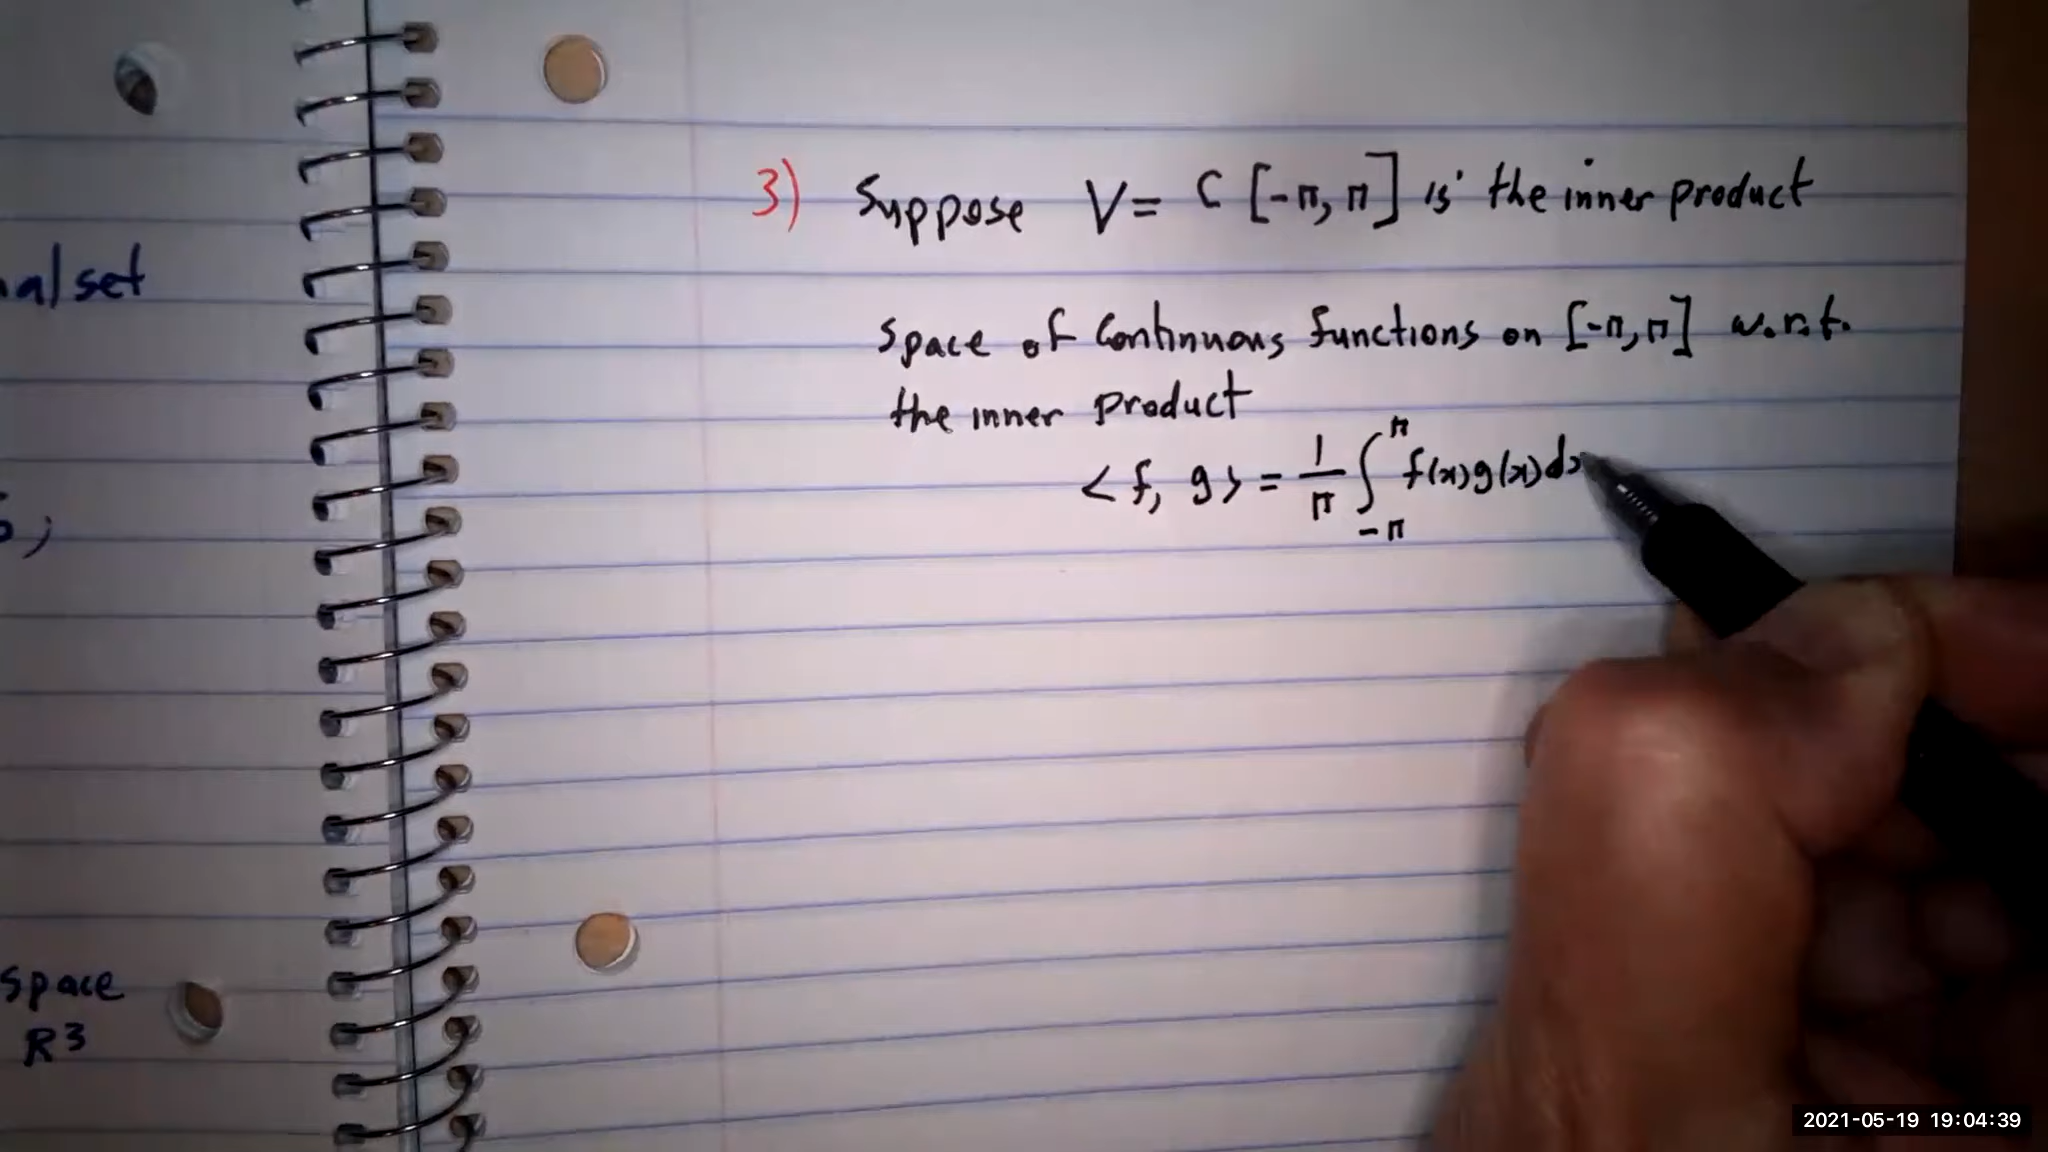 al set
;
space
R3
3) Suppose V = C [-π, π] is the inner product
space of continuous functions on [-π, π] w.r.t.
the inner product
< f, g > = 1/π ∫_{-π}^{π} f(x) g(x) dx
2021-05-19 19:04:39